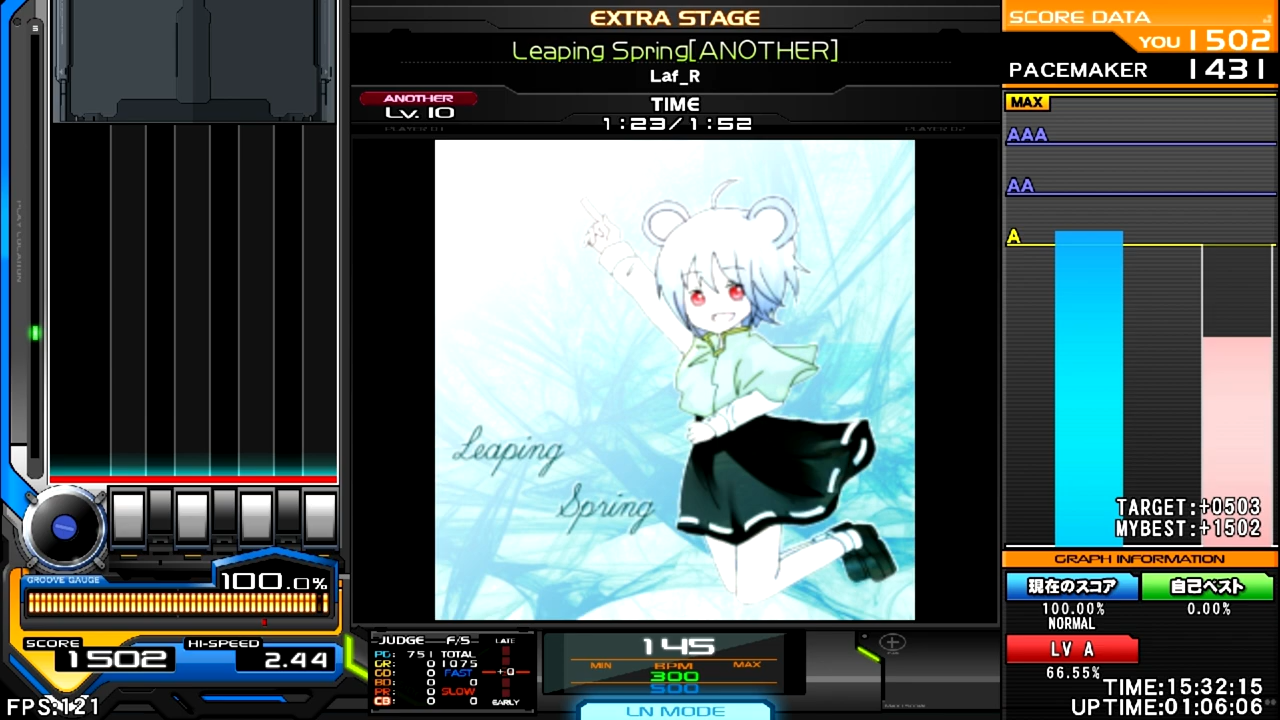 EXTRA STAGE
Leaping Spring[ANOTHER]
Laf_R
ANOTHER
Lv. 10
TIME
1:23/1:52
Leaping
Spring
SCORE DATA
YOU 1502
PACEMAKER 1431
MAX
AAA
AA
A
TARGET:+0503
MYBEST:+1502
GRAPH INFORMATION
現在のスコア
自己ベスト
100.00%
0.00%
NORMAL
LV A
66.55%
TIME:15:32:15
UPTIME:01:06:06
GROOVE GAUGE
100.0%
SCORE
1502
HI-SPEED
2.44
FPS:121
JUDGE F/S LATE
PG: 751 TOTAL
GR: 0 1075
GD: 0 FAST
BD: 0 0
PR: 0 SLOW
CB: 0 0 EARLY
145
MIN BPM MAX
300
500
LN MODE